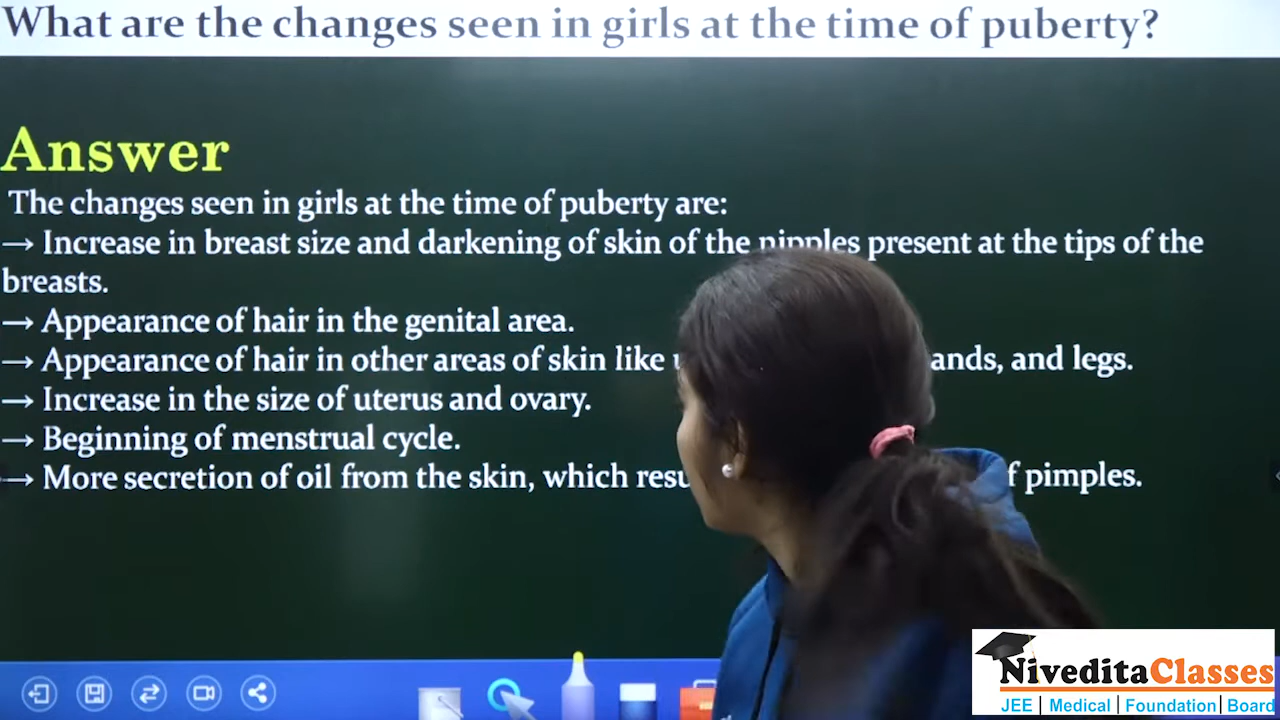 What are the changes seen in girls at the time of puberty?
Answer
The changes seen in girls at the time of puberty are:
→ Increase in breast size and darkening of skin of the nipples present at the tips of the
breasts.
→ Appearance of hair in the genital area.
→ Appearance of hair in other areas of skin like ands, and legs.
→ Increase in the size of uterus and ovary.
→ Beginning of menstrual cycle.
→ More secretion of oil from the skin, which resu f pimples.
NiveditaClasses
JEE | Medical | Foundation | Board